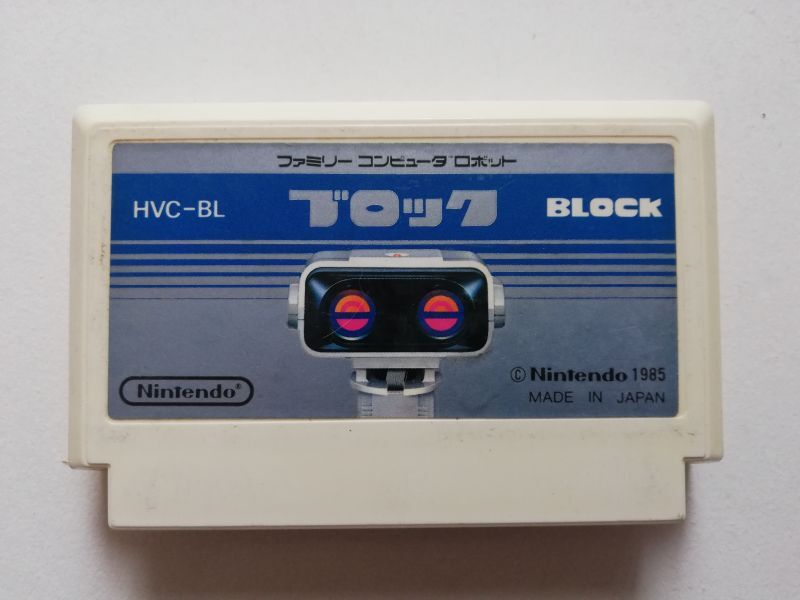 ファミリー コンピュータ ロボット
HVC-BL ブロック BLOCK
Nintendo®
© Nintendo 1985
MADE IN JAPAN